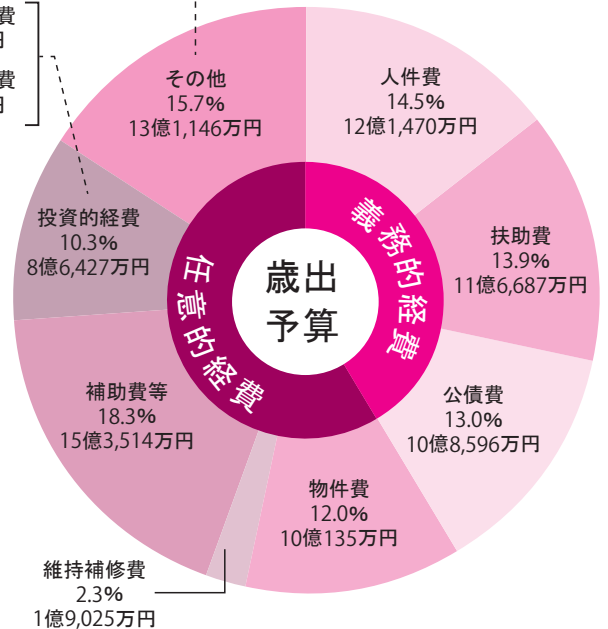 費
円
費
円
その他
15.7%
13億1,146万円
人件費
14.5%
12億1,470万円
扶助費
13.9%
11億6,687万円
公債費
13.0%
10億8,596万円
物件費
12.0%
10億135万円
維持補修費
2.3%
1億9,025万円
補助費等
18.3%
15億3,514万円
投資的経費
10.3%
8億6,427万円
義務的経費
任意的経費
歳出
予算